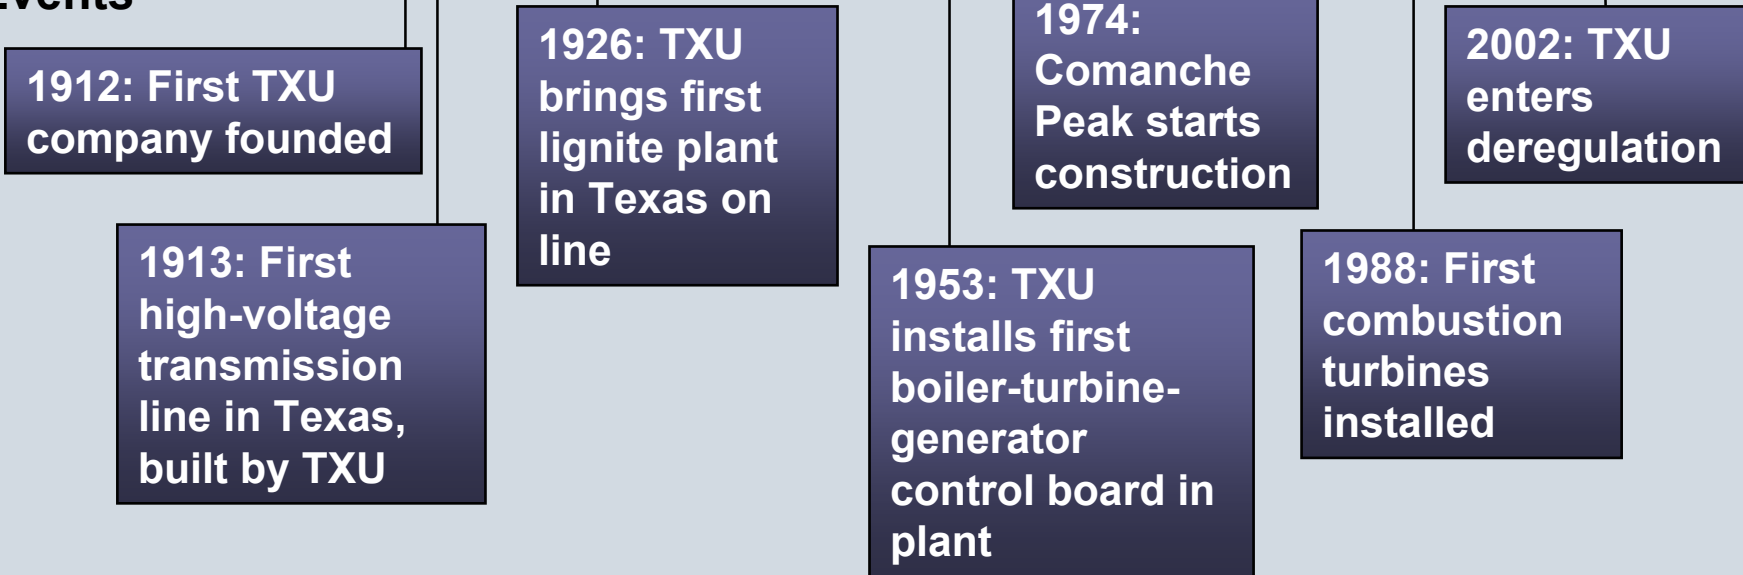 Events
1912: First TXU
company founded
1913: First
high-voltage
transmission
line in Texas,
built by TXU
1926: TXU
brings first
lignite plant
in Texas on
line
1953: TXU
installs first
boiler-turbine-
generator
control board in
plant
1974:
Comanche
Peak starts
construction
1988: First
combustion
turbines
installed
2002: TXU
enters
deregulation